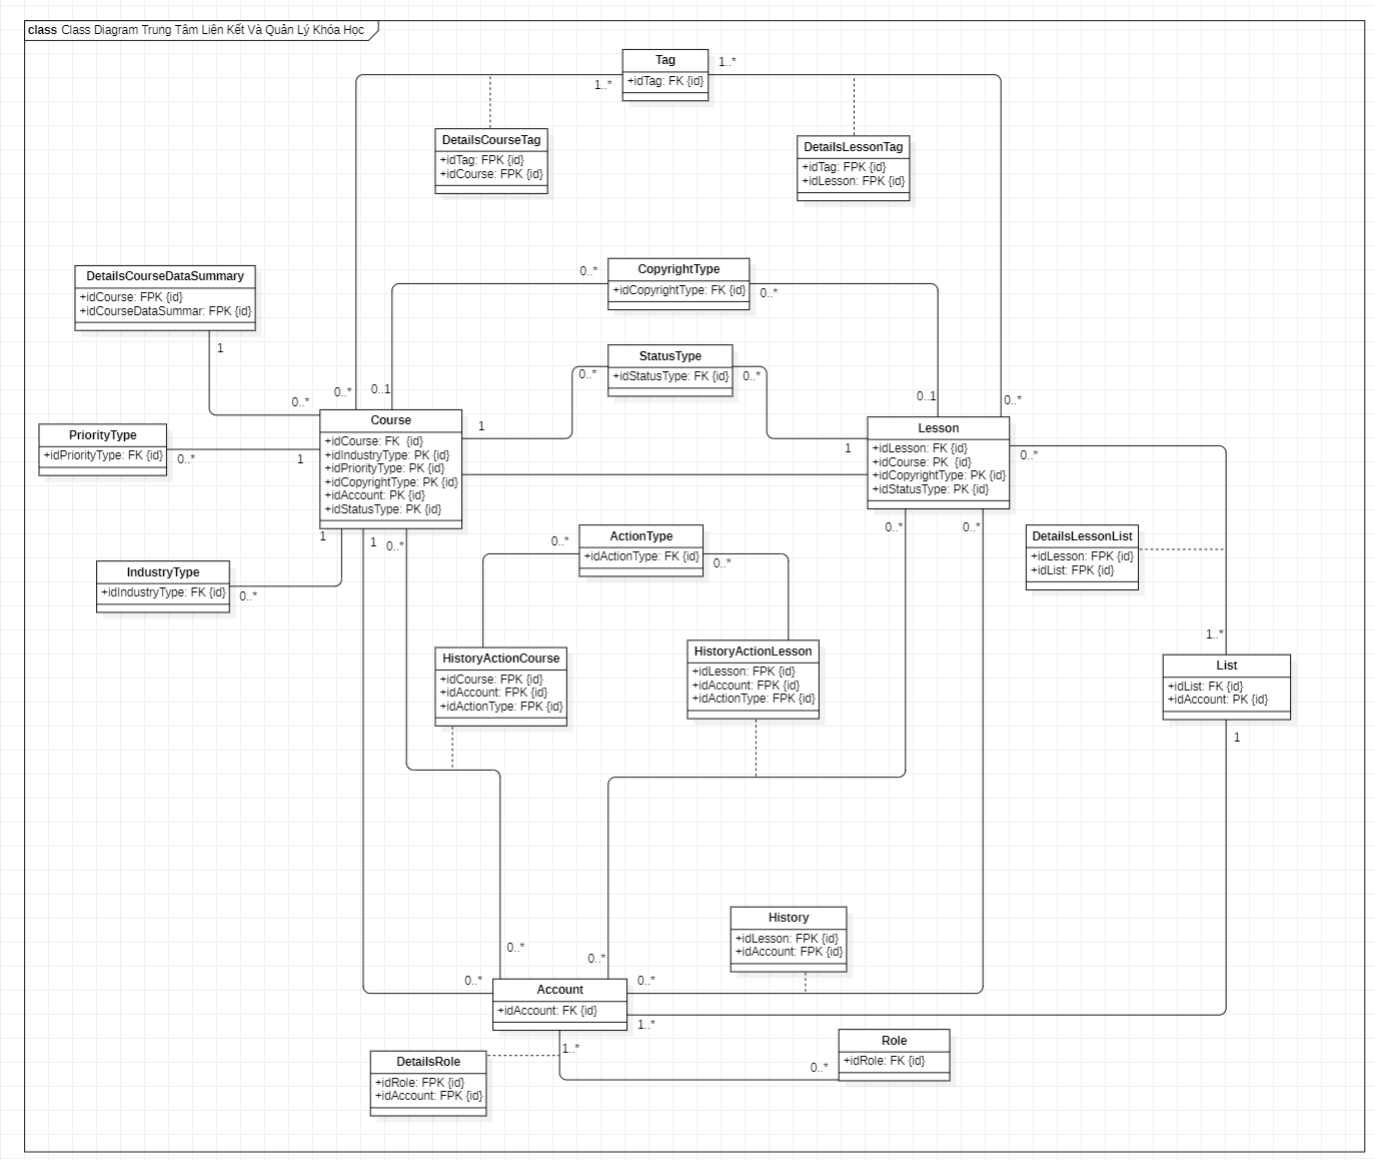 class Class Diagram Trung Tâm Liên Kết Và Quản Lý Khóa Học
Tag
+idTag: FK {id}
1..*
1..*
DetailsCourseTag
+idTag: FPK {id}
+idCourse: FPK {id}
DetailsLessonTag
+idTag: FPK {id}
+idLesson: FPK {id}
DetailsCourseDataSummary
+idCourse: FPK {id}
+idCourseDataSummar: FPK {id}
1
0..*
CopyrightType
+idCopyrightType: FK {id}
0..*
0..*
StatusType
+idStatusType: FK {id}
0..*
0..*
0..*
0..1
0..1
0..*
PriorityType
+idPriorityType: FK {id}
0..*
1
Course
+idCourse: FK {id}
+idIndustryType: PK {id}
+idPriorityType: PK {id}
+idCopyrightType: PK {id}
+idAccount: PK {id}
+idStatusType: PK {id}
1
1
Lesson
+idLesson: FK {id}
+idCourse: PK {id}
+idCopyrightType: PK {id}
+idStatusType: PK {id}
0..*
1
1
0..*
0..*
0..*
IndustryType
+idIndustryType: FK {id}
0..*
ActionType
+idActionType: FK {id}
0..*
0..*
DetailsLessonList
+idLesson: FPK {id}
+idList: FPK {id}
HistoryActionCourse
+idCourse: FPK {id}
+idAccount: FPK {id}
+idActionType: FPK {id}
HistoryActionLesson
+idLesson: FPK {id}
+idAccount: FPK {id}
+idActionType: FPK {id}
1..*
List
+idList: FK {id}
+idAccount: PK {id}
1
History
+idLesson: FPK {id}
+idAccount: FPK {id}
0..*
0..*
0..*
0..*
Account
+idAccount: FK {id}
1..*
1..*
DetailsRole
+idRole: FPK {id}
+idAccount: FPK {id}
Role
+idRole: FK {id}
0..*